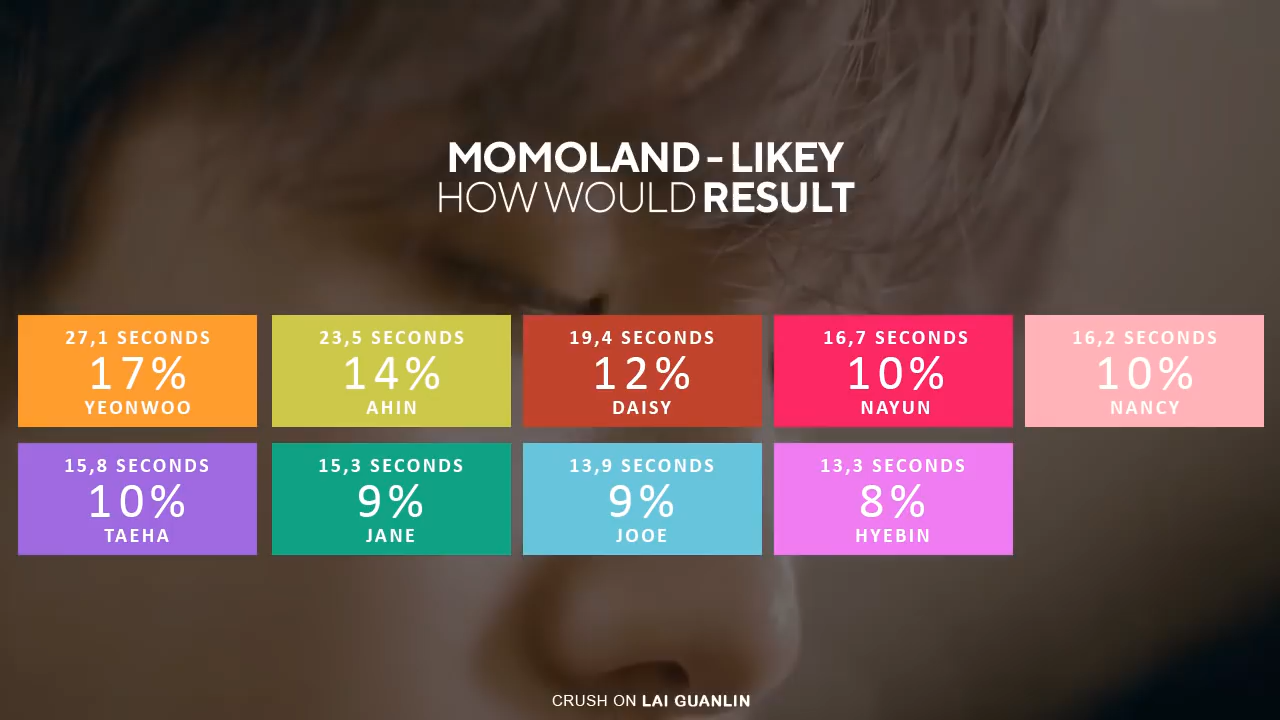 MOMOLAND - LIKEY
HOW WOULD RESULT
27,1 SECONDS
17%
YEONWOO
23,5 SECONDS
14%
AHIN
19,4 SECONDS
12%
DAISY
16,7 SECONDS
10%
NAYUN
16,2 SECONDS
10%
NANCY
15,8 SECONDS
10%
TAEHA
15,3 SECONDS
9%
JANE
13,9 SECONDS
9%
JOOE
13,3 SECONDS
8%
HYEBIN
CRUSH ON LAI GUANLIN